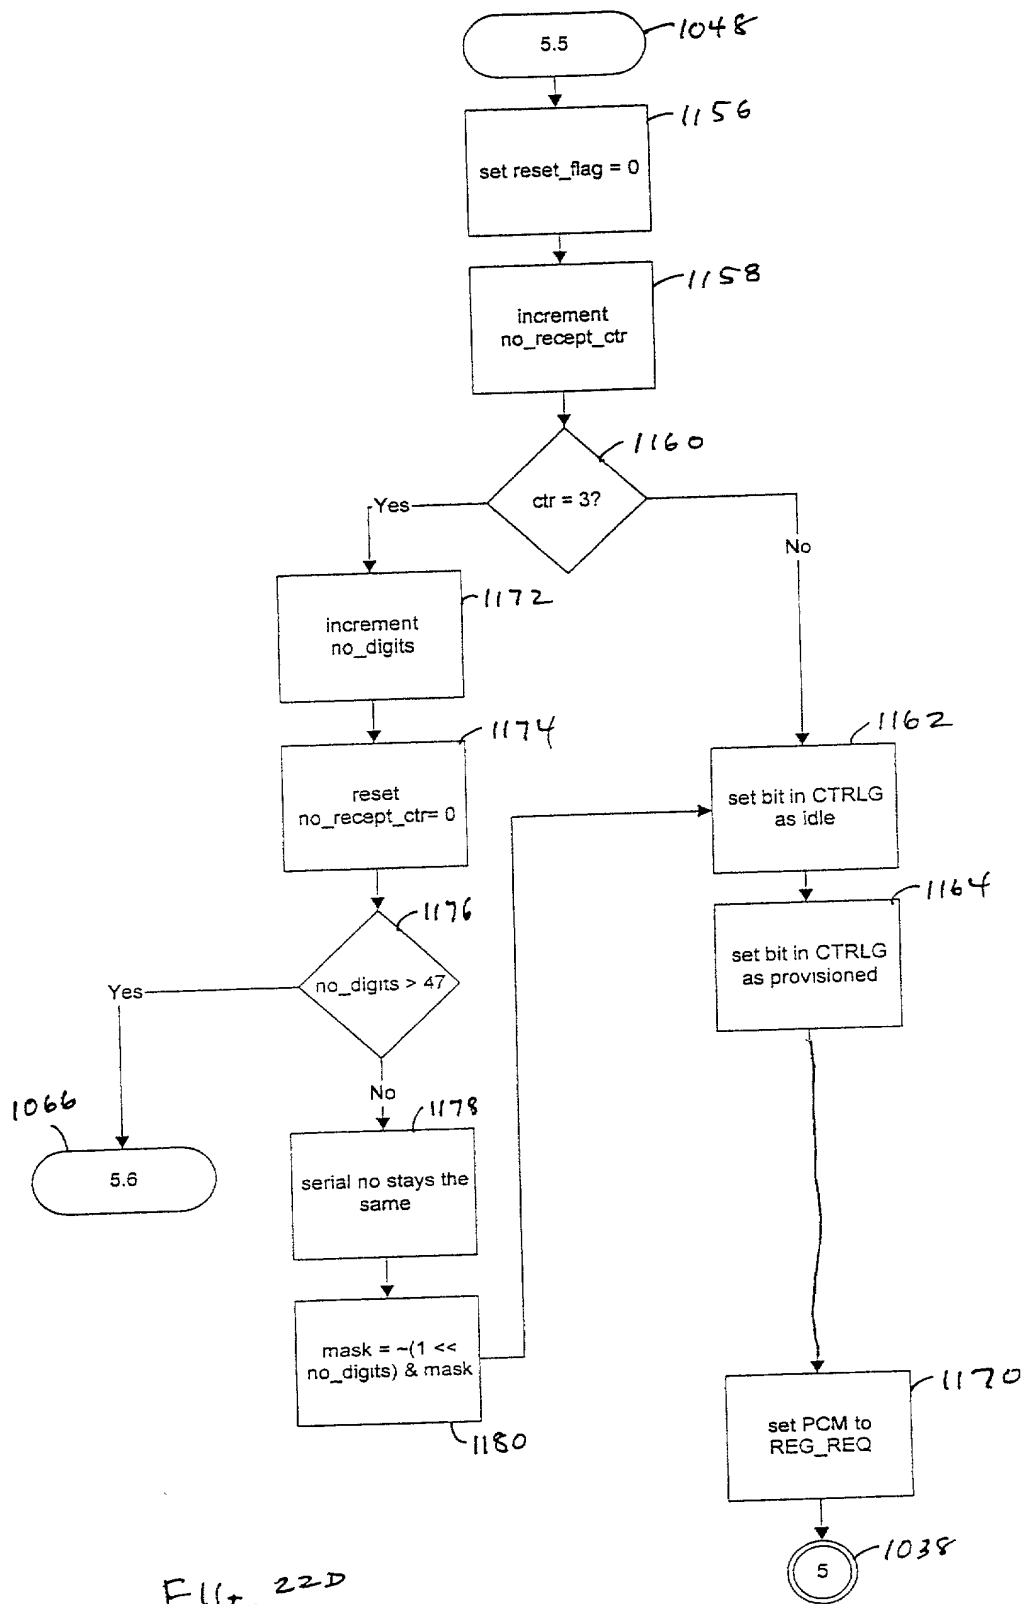 5.5
1048
1156
set reset_flag = 0
1158
increment
no_recept_ctr
1160
ctr = 3?
Yes
No
1172
increment
no_digits
1174
reset
no_recept_ctr= 0
1162
set bit in CTRLG
as idle
1176
no_digits > 47
Yes
1164
set bit in CTRLG
as provisioned
No
1066
5.6
1178
serial no stays the
same
mask = ~(1 <<
no_digits) & mask
1180
1170
set PCM to
REG_REQ
5
1038
FIG. 22D